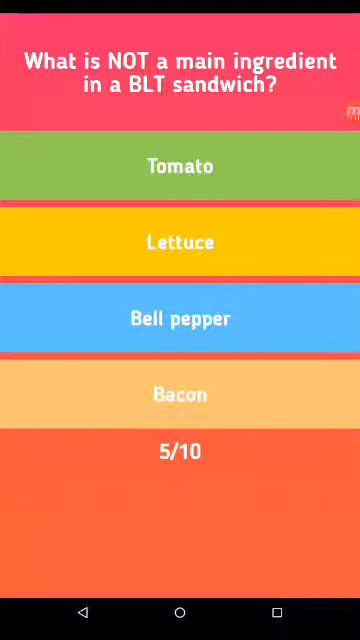 What is NOT a main ingredient
in a BLT sandwich?
Tomato
Lettuce
Bell pepper
Bacon
5/10